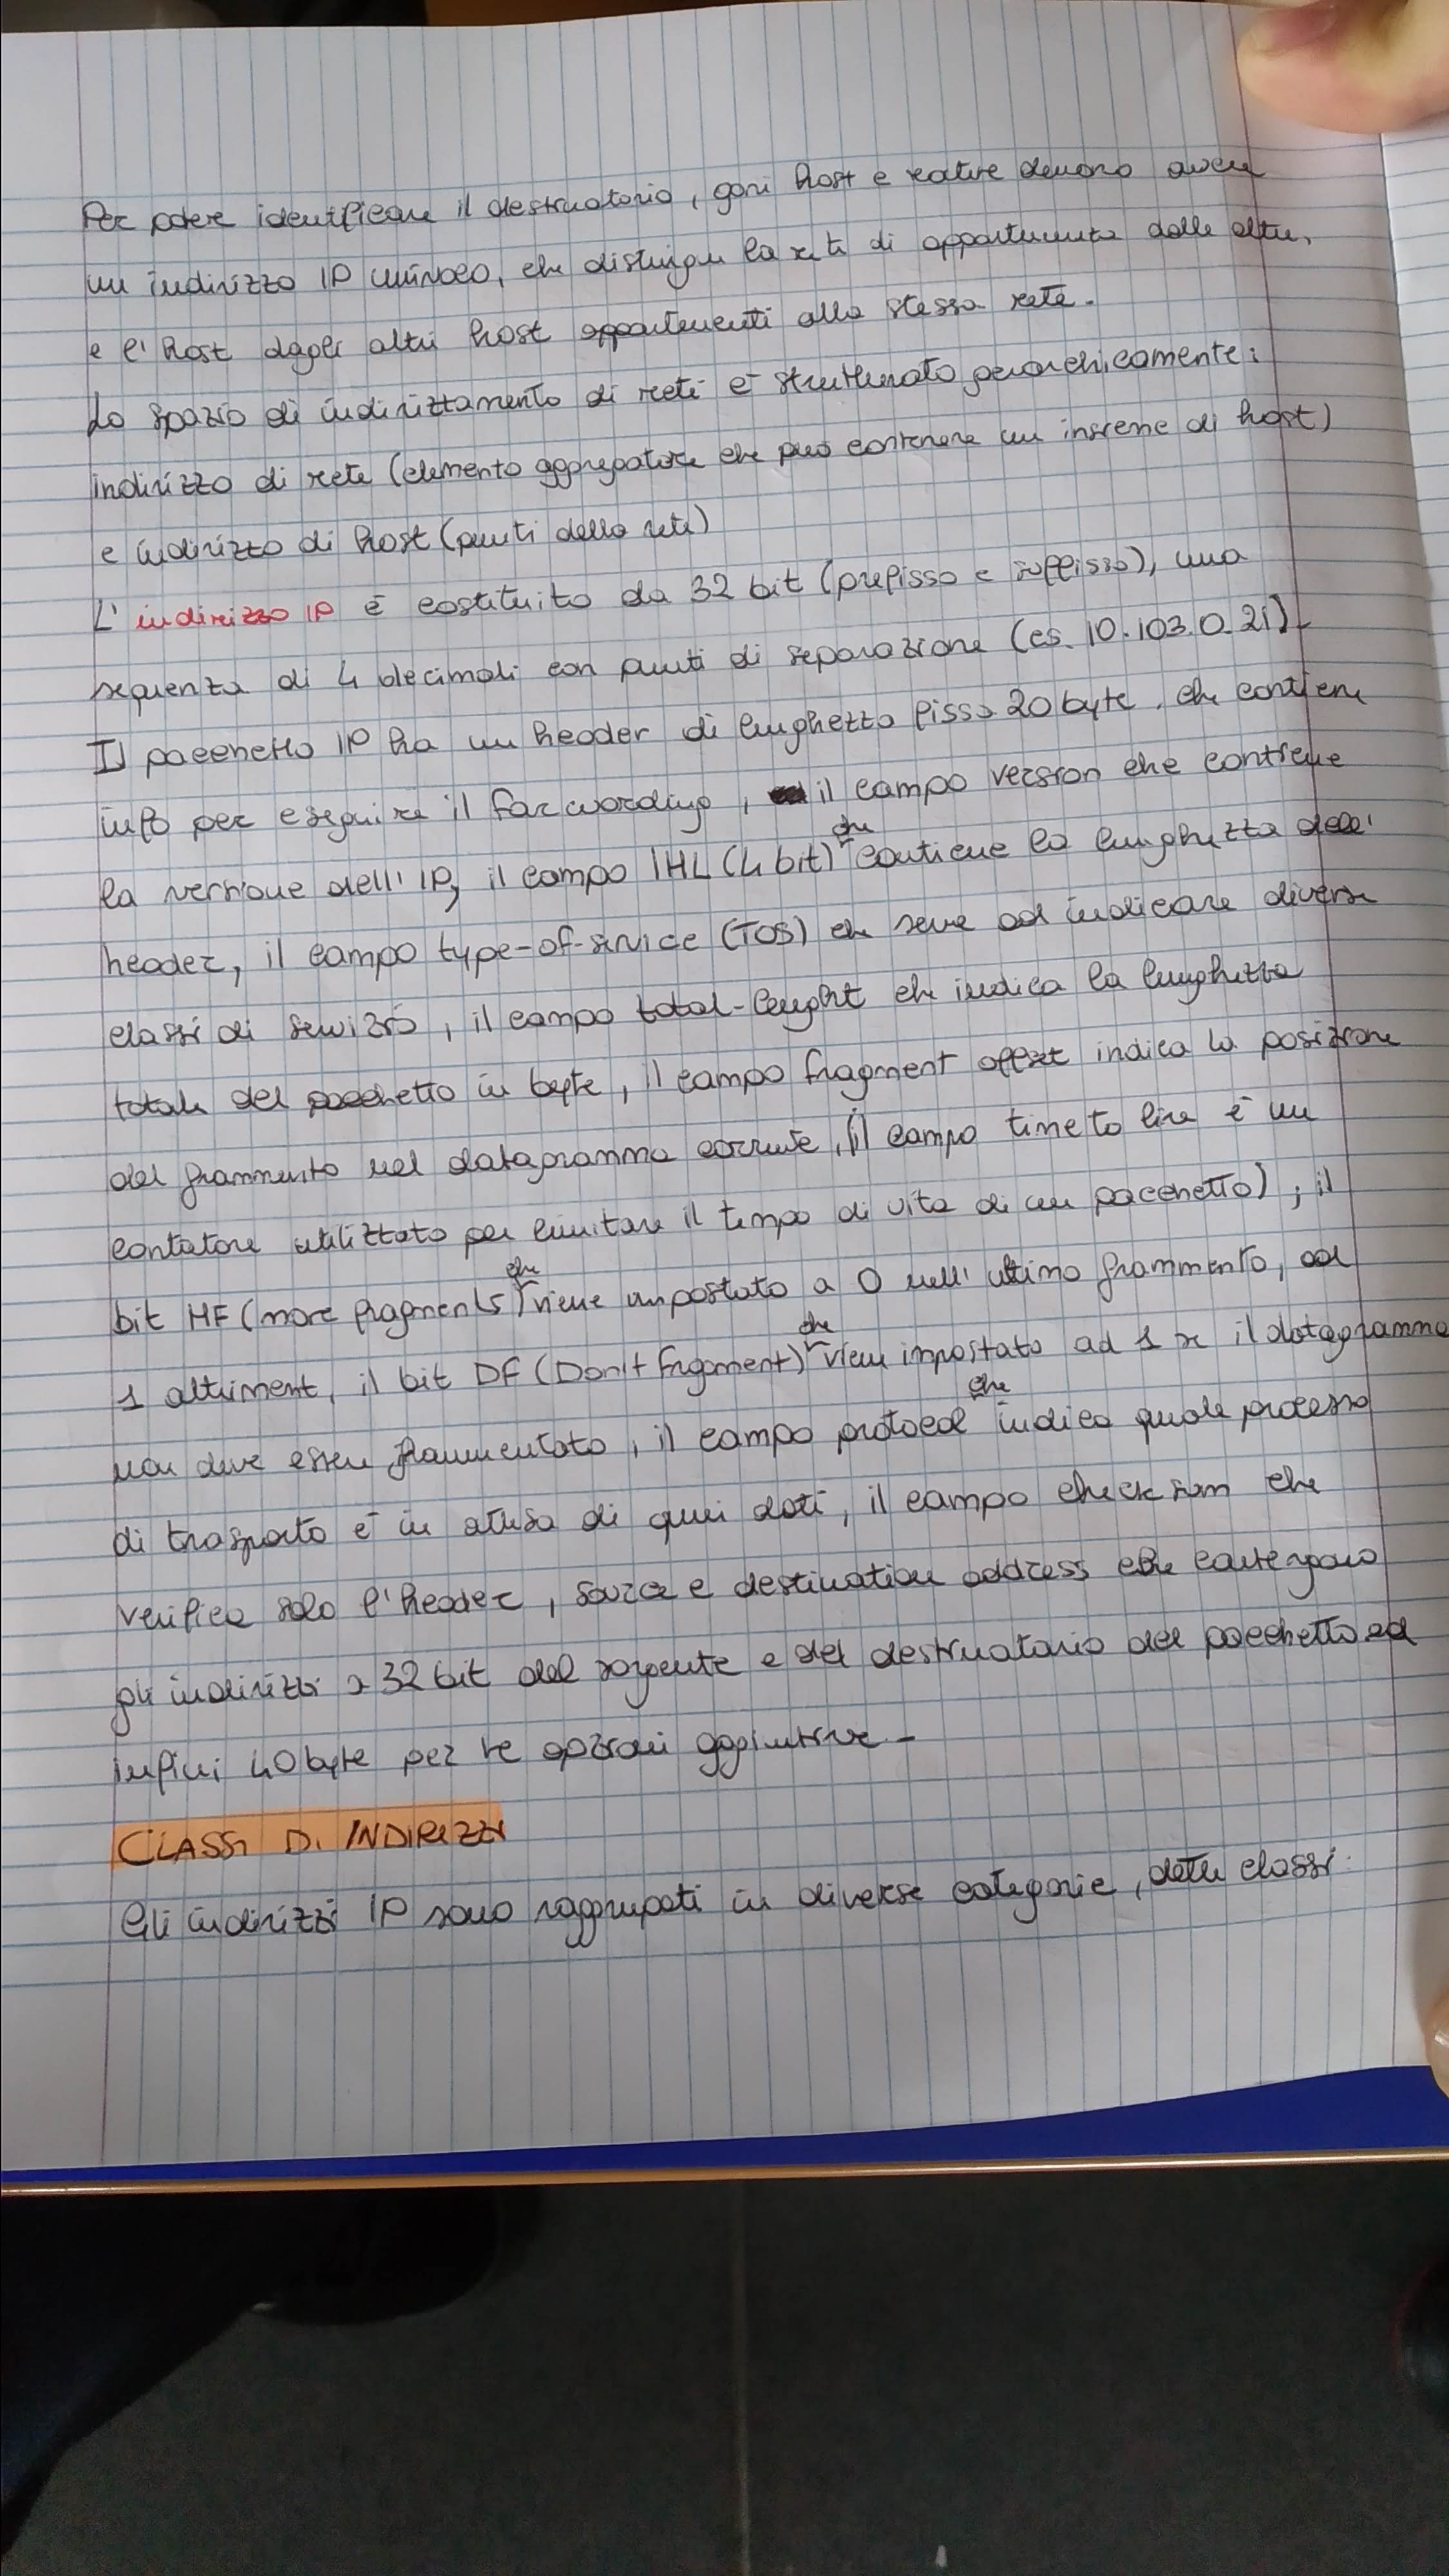 Per potere identificare il destinatario, ogni host e router devono avere
un indirizzo IP univoco, che distingue la rete di appartenenza dalle altre,
e l'host dagli altri host appartenenti alla stessa rete.
Lo spazio di indirizzamento di reti è strutturato gerarchicamente:
indirizzo di rete (elemento aggregatore che può contenere un insieme di host)
e indirizzo di host (punti della rete)
L'indirizzo IP è costituito da 32 bit (prefisso e suffisso), una
sequenza di 4 decimali con punti di separazione (es. 10.103.0.21).
Il pacchetto IP ha un header di lunghezza fissa 20 byte, che contiene
info per eseguire il forwarding, il campo version che contiene
la versione dell'IP, il campo IHL (4 bit) che contiene la lunghezza dell'
header, il campo type-of-service (TOS) che serve ad indicare diverse
classi di servizio, il campo total-lenght che indica la lunghezza
totale del pacchetto in byte, il campo fragment offset indica la posizione
del frammento nel datagramma corrente, (il campo time to live è un
contatore utilizzato per limitare il tempo di vita di un pacchetto); il
bit MF (more fragments) che viene impostato a 0 nell'ultimo frammento, ad
1 altriment, il bit DF (Don't fragment) che viene impostato ad 1 se il datagramma
non deve essere frammentato, il campo protocol che indica quale processo
di trasporto è in attesa di quei dati, il campo checksum che
verifica solo l'header, source e destination address che contengono
gli indirizzi a 32 bit del sorgente e del destinatario del pacchetto ed
infini 40 byte per le opzioni aggiuntive.
CLASSI DI INDIRIZZI
Gli indirizzi IP sono raggrupati in diverse categorie, dette classi.